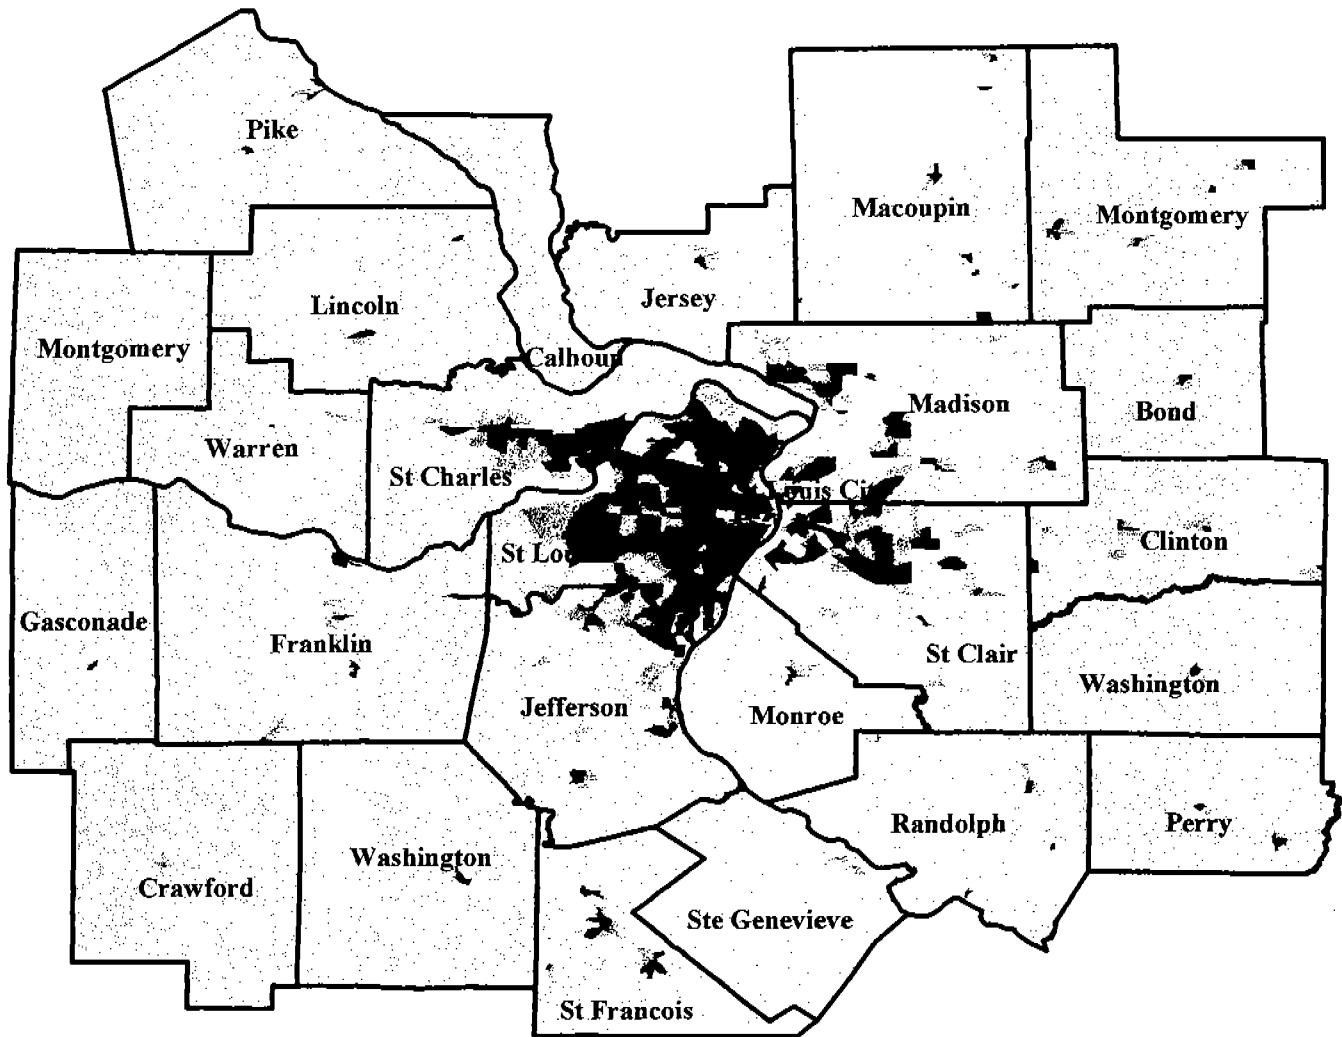 Pike
Macoupin
Montgomery
Jersey
Lincoln
Montgomery
Calhoun
Madison
Bond
Warren
St Charles
St
Clinton
Gasconade
Franklin
St Clair
Washington
Jefferson
Monroe
Randolph
Perry
Washington
Crawford
Ste Genevieve
St Francois